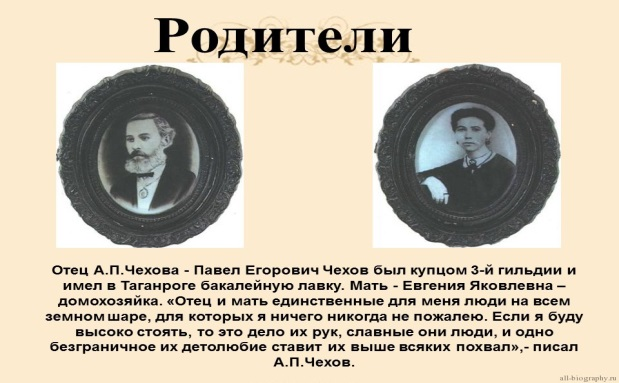 Родители
Отец А.П.Чехова - Павел Егорович Чехов был купцом 3-й гильдии и
имел в Таганроге бакалейную лавку. Мать - Евгения Яковлевна –
домохозяйка. «Отец и мать единственные для меня люди на всем
земном шаре, для которых я ничего никогда не пожалею. Если я буду
высоко стоять, то это дело их рук, славные они люди, и одно
безграничное их детолюбие ставит их выше всяких похвал»,- писал
А.П.Чехов.
all-biography.ru